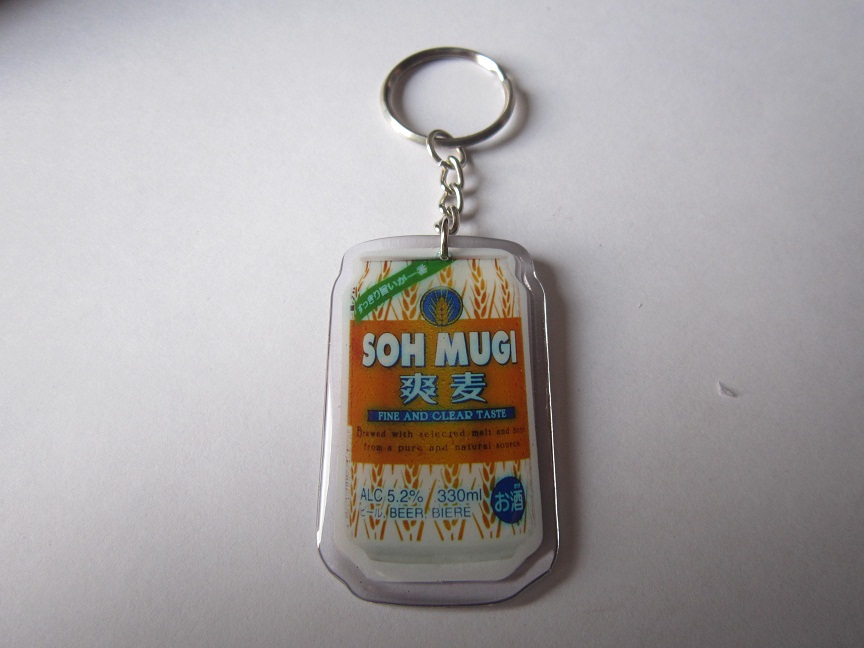 すっきり旨いが一番
SOH MUGI
爽麦
FINE AND CLEAR TASTE
Brewed with selected malt and
from a pure and natural source
ALC 5.2% 330ml
ビール, BEER, BIERE
お酒